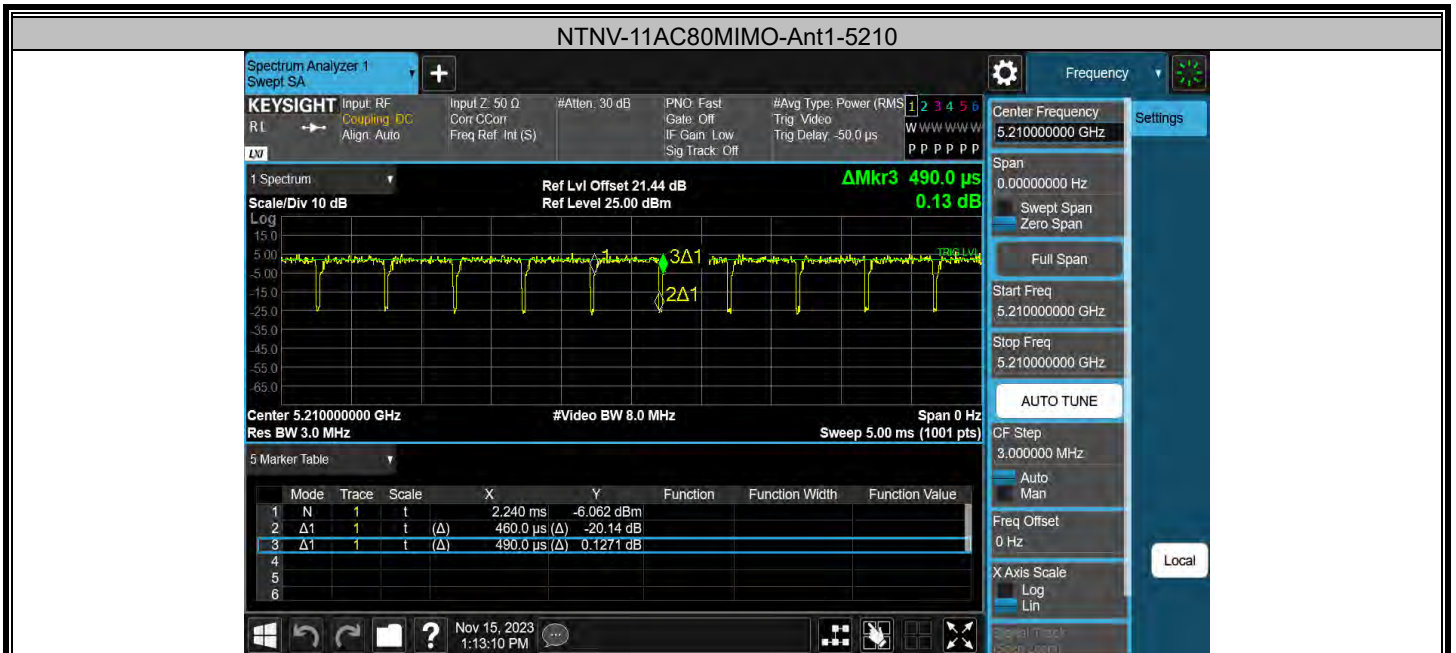 NTNV-11AC80MIMO-Ant1-5210
Spectrum Analyzer 1
Swept SA
+
Frequency
KEYSIGHT
RL
LXI
Input: RF
Coupling: DC
Align: Auto
Input Z: 50 Ω
Corr CCorr
Freq Ref: Int (S)
#Atten: 30 dB
PNO: Fast
Gate: Off
IF Gain: Low
Sig Track: Off
#Avg Type: Power (RMS
Trig: Video
Trig Delay: -50.0 µs
1 2 3 4 5 6
W W W W W W
P P P P P P
Center Frequency
5.210000000 GHz
Settings
1 Spectrum
Scale/Div 10 dB
Ref Lvl Offset 21.44 dB
Ref Level 25.00 dBm
ΔMkr3 490.0 µs
0.13 dB
Span
0.00000000 Hz
Swept Span
Zero Span
Log
15.0
5.00
-5.00
-15.0
-25.0
-35.0
-45.0
-55.0
-65.0
1
3Δ1
2Δ1
TRIG LVL
Full Span
Start Freq
5.210000000 GHz
Stop Freq
5.210000000 GHz
AUTO TUNE
Center 5.210000000 GHz
Res BW 3.0 MHz
#Video BW 8.0 MHz
Span 0 Hz
Sweep 5.00 ms (1001 pts)
CF Step
3.000000 MHz
Auto
Man
5 Marker Table
Mode Trace Scale X Y Function Function Width Function Value
1 N 1 t 2.240 ms -6.062 dBm
2 Δ1 1 t (Δ) 460.0 µs (Δ) -20.14 dB
3 Δ1 1 t (Δ) 490.0 µs (Δ) 0.1271 dB
4
5
6
Freq Offset
0 Hz
X Axis Scale
Log
Lin
Local
Signal Track
(Span Zoom)
?
Nov 15, 2023
1:13:10 PM